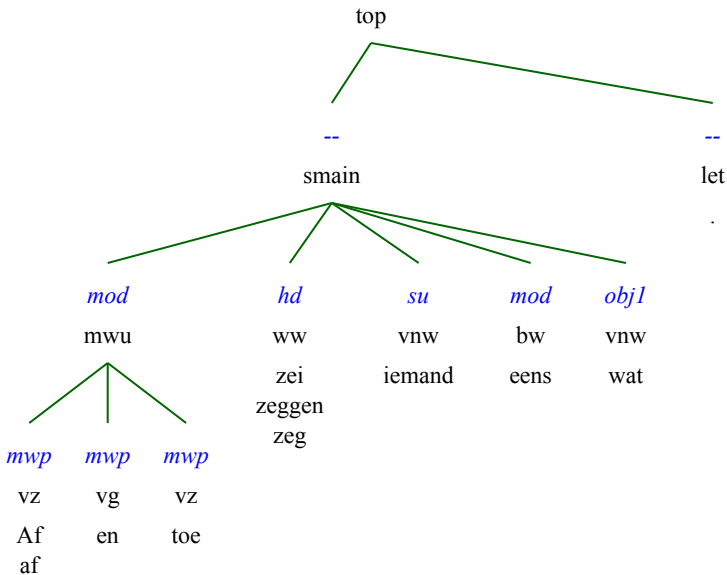 top
-- --
smain let
.
mod hd su mod obj1
mwu ww vnw bw vnw
zei iemand eens wat
zeggen
zeg
mwp mwp mwp
vz vg vz
Af en toe
af